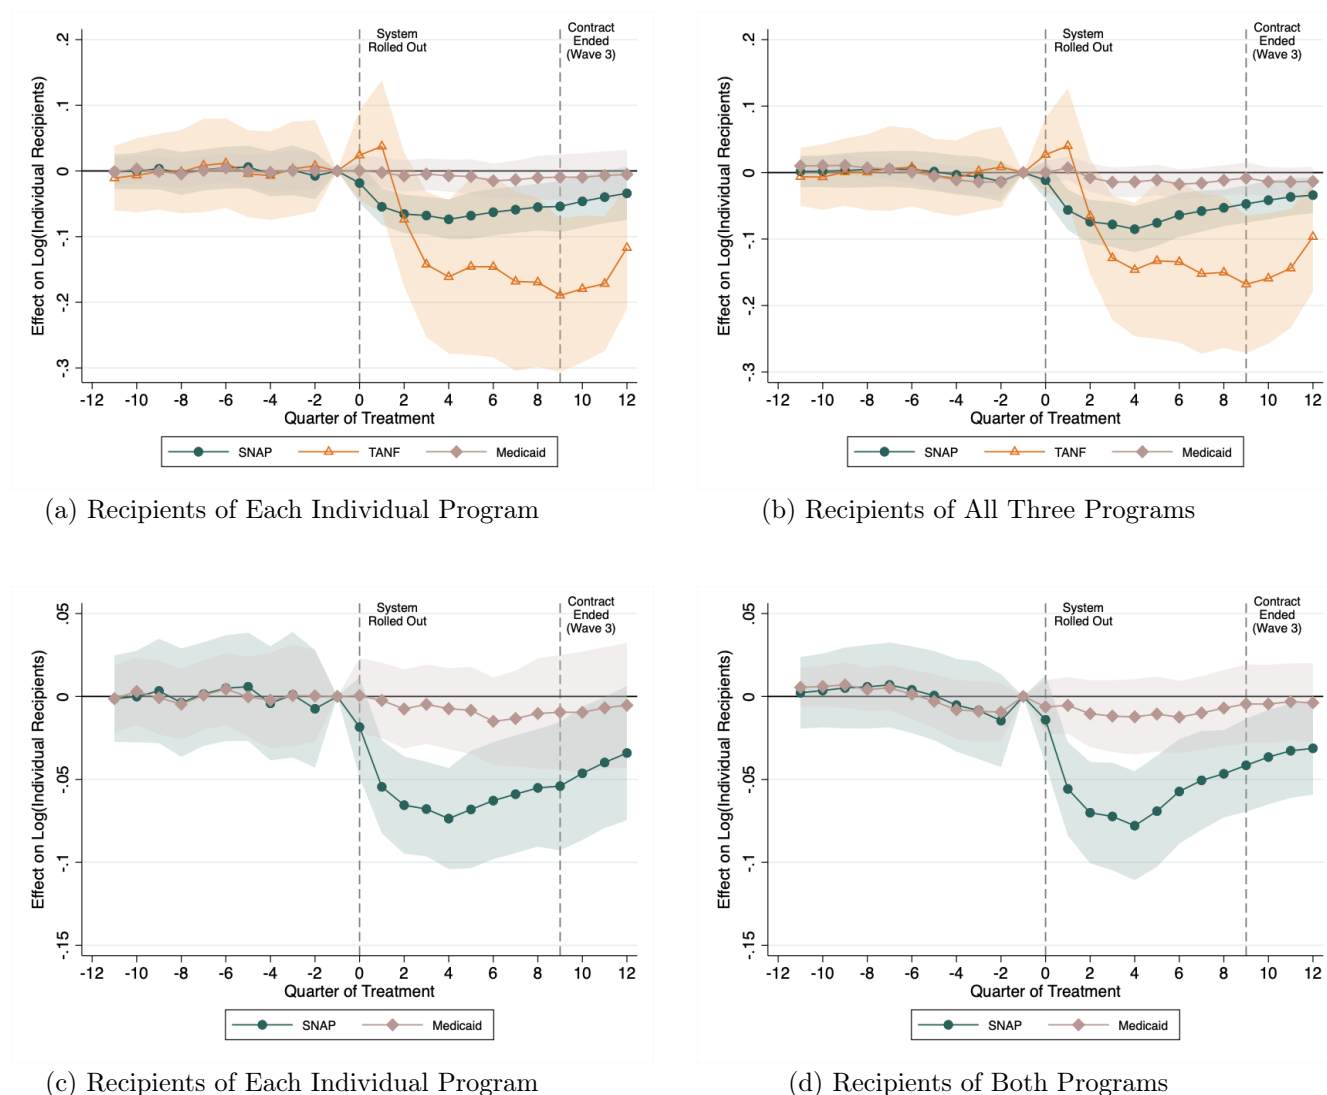 System
Rolled Out
Contract
Ended
(Wave 3)
Effect on Log(Individual Recipients)
.2
.1
0
-.1
-.2
-.3
-12 -10 -8 -6 -4 -2 0 2 4 6 8 10 12
Quarter of Treatment
SNAP TANF Medicaid
(a) Recipients of Each Individual Program
System
Rolled Out
Contract
Ended
(Wave 3)
Effect on Log(Individual Recipients)
.2
.1
0
-.1
-.2
-.3
-12 -10 -8 -6 -4 -2 0 2 4 6 8 10 12
Quarter of Treatment
SNAP TANF Medicaid
(b) Recipients of All Three Programs
System
Rolled Out
Contract
Ended
(Wave 3)
Effect on Log(Individual Recipients)
.05
0
-.05
-.1
-.15
-12 -10 -8 -6 -4 -2 0 2 4 6 8 10 12
Quarter of Treatment
SNAP Medicaid
(c) Recipients of Each Individual Program
System
Rolled Out
Contract
Ended
(Wave 3)
Effect on Log(Individual Recipients)
.05
0
-.05
-.1
-.15
-12 -10 -8 -6 -4 -2 0 2 4 6 8 10 12
Quarter of Treatment
SNAP Medicaid
(d) Recipients of Both Programs